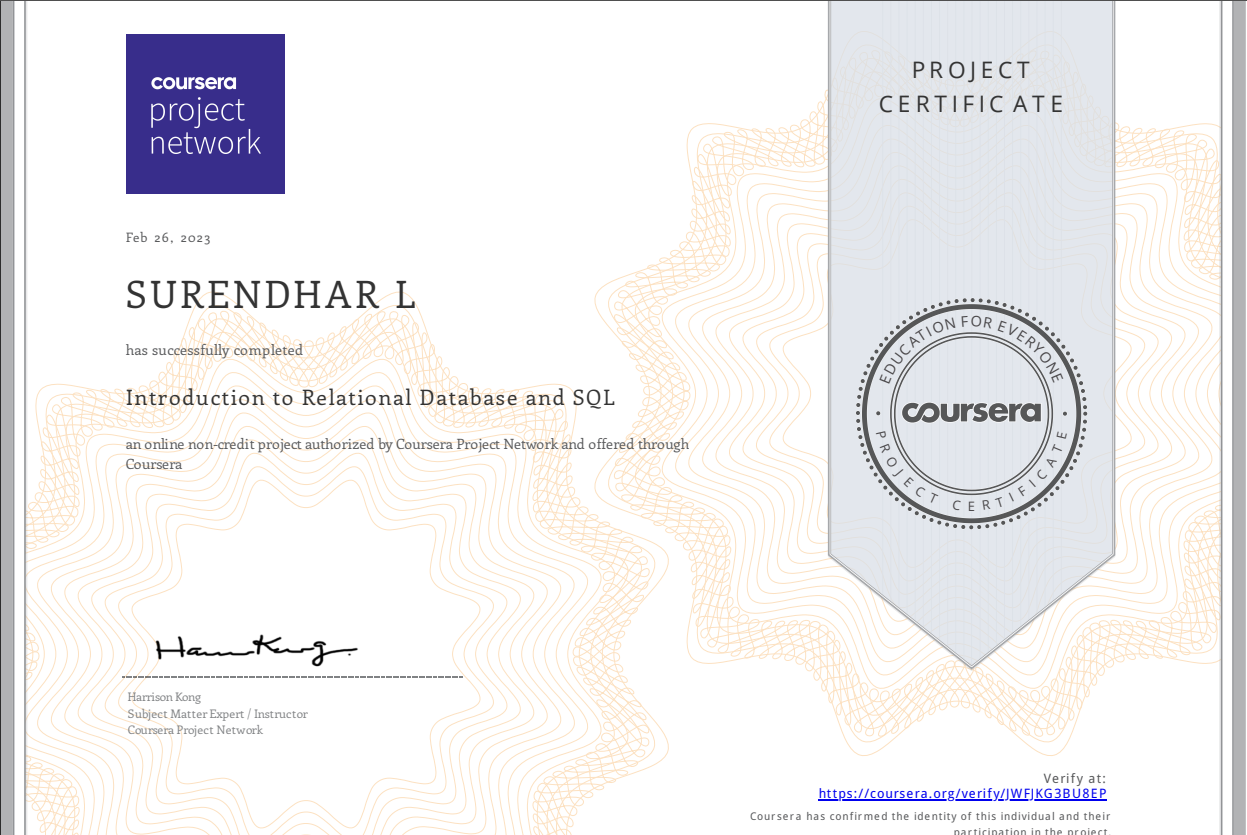 coursera
project
network
PROJECT
CERTIFICATE
Feb 26, 2023
SURENDHAR L
has successfully completed
Introduction to Relational Database and SQL
an online non-credit project authorized by Coursera Project Network and offered through
Coursera
EDUCATION FOR EVERYONE
coursera
PROJECT CERTIFICATE
Harrison Kong
Harrison Kong
Subject Matter Expert / Instructor
Coursera Project Network
Verify at:
https://coursera.org/verify/JWFJKG3BU8EP
Coursera has confirmed the identity of this individual and their
participation in the project.